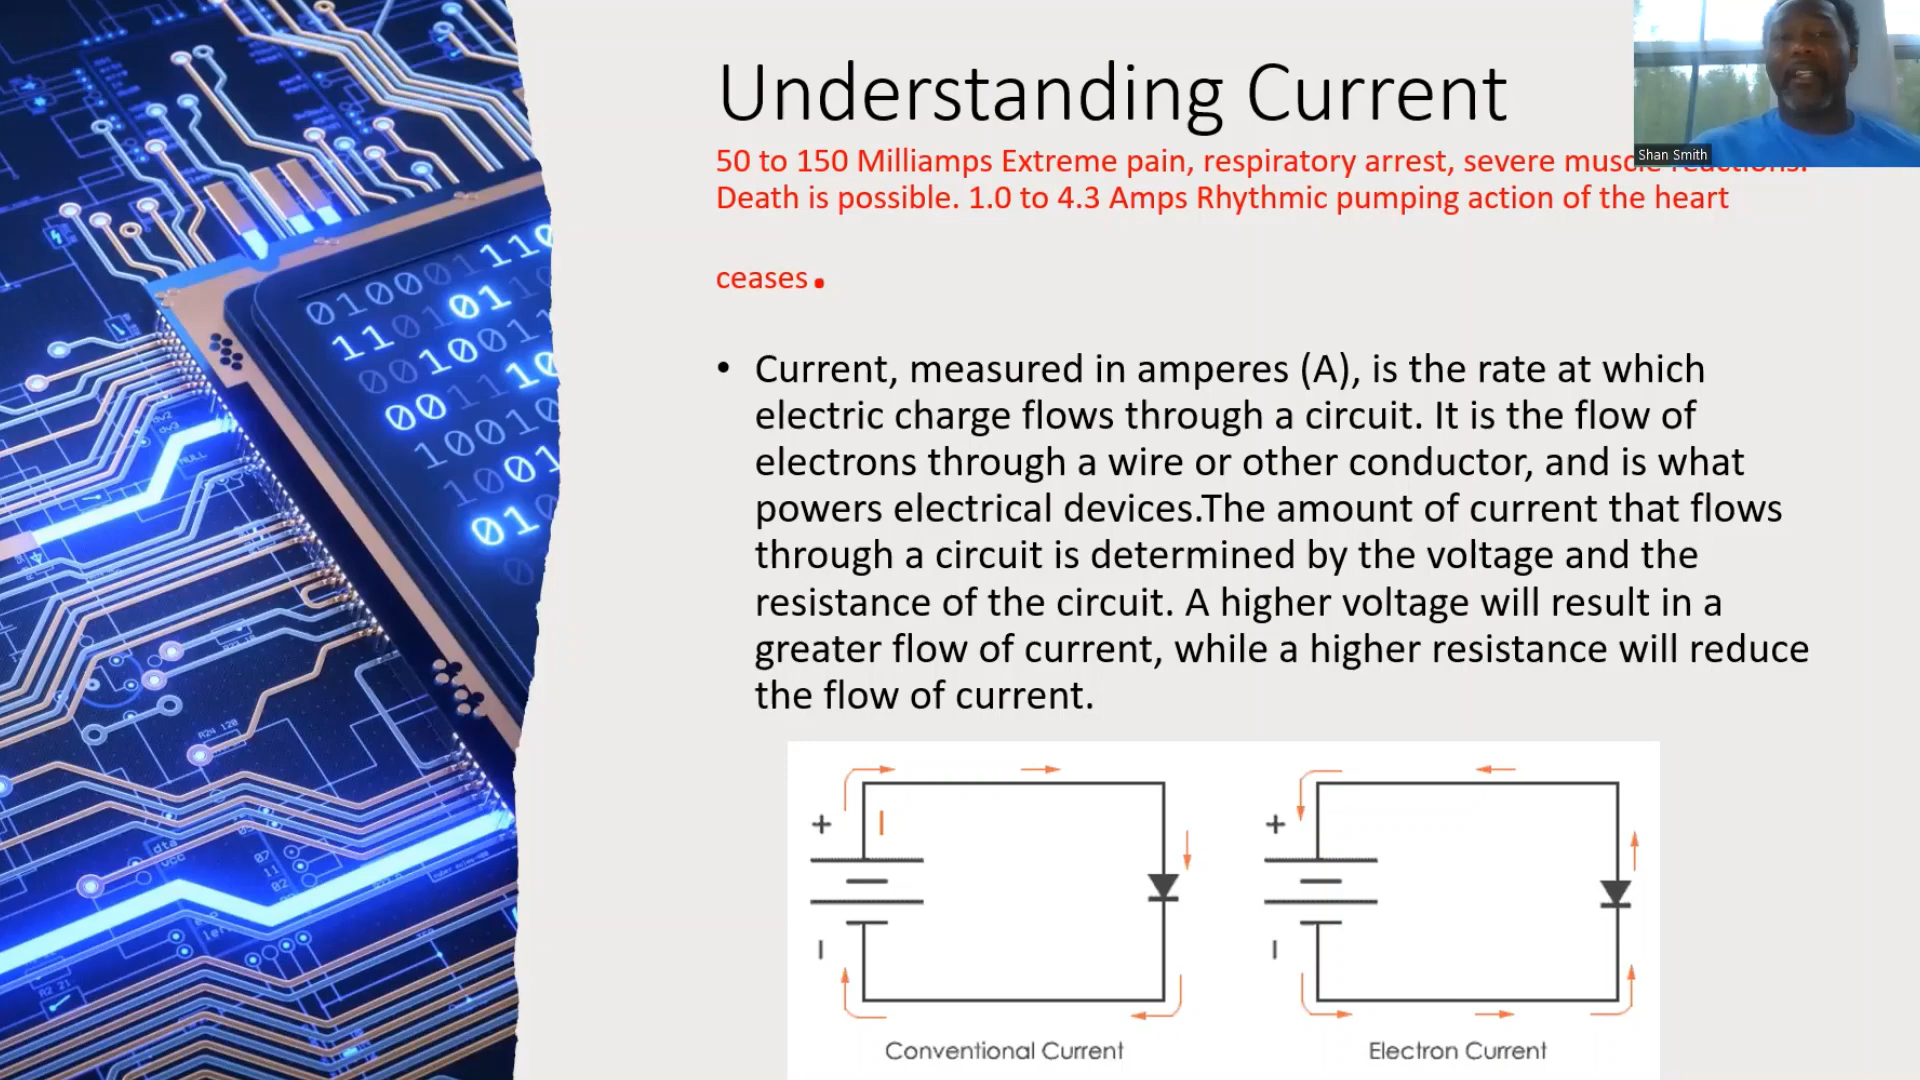 Understanding Current
Shan Smith
50 to 150 Milliamps Extreme pain, respiratory arrest, severe muscle reactions.
Death is possible. 1.0 to 4.3 Amps Rhythmic pumping action of the heart
ceases.
• Current, measured in amperes (A), is the rate at which
electric charge flows through a circuit. It is the flow of
electrons through a wire or other conductor, and is what
powers electrical devices.The amount of current that flows
through a circuit is determined by the voltage and the
resistance of the circuit. A higher voltage will result in a
greater flow of current, while a higher resistance will reduce
the flow of current.
+
I
+
Conventional Current
Electron Current